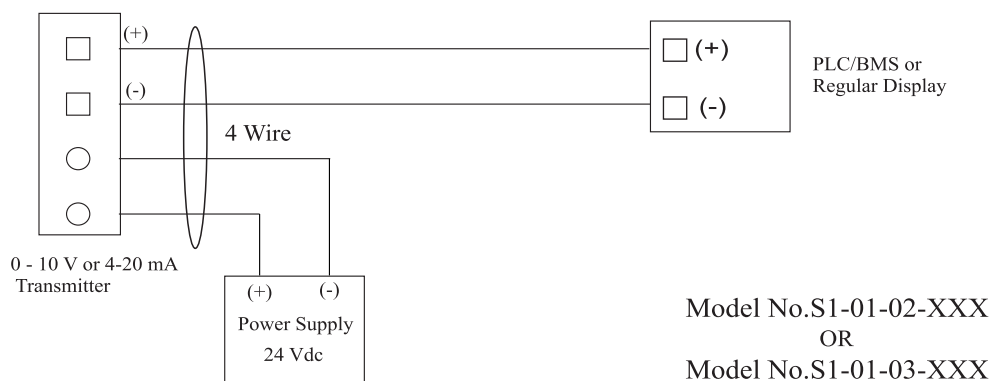 (+)
(-)
4 Wire
0 - 10 V or 4-20 mA
Transmitter
(+)
(-)
PLC/BMS or
Regular Display
(+) (-)
Power Supply
24 Vdc
Model No.S1-01-02-XXX
OR
Model No.S1-01-03-XXX